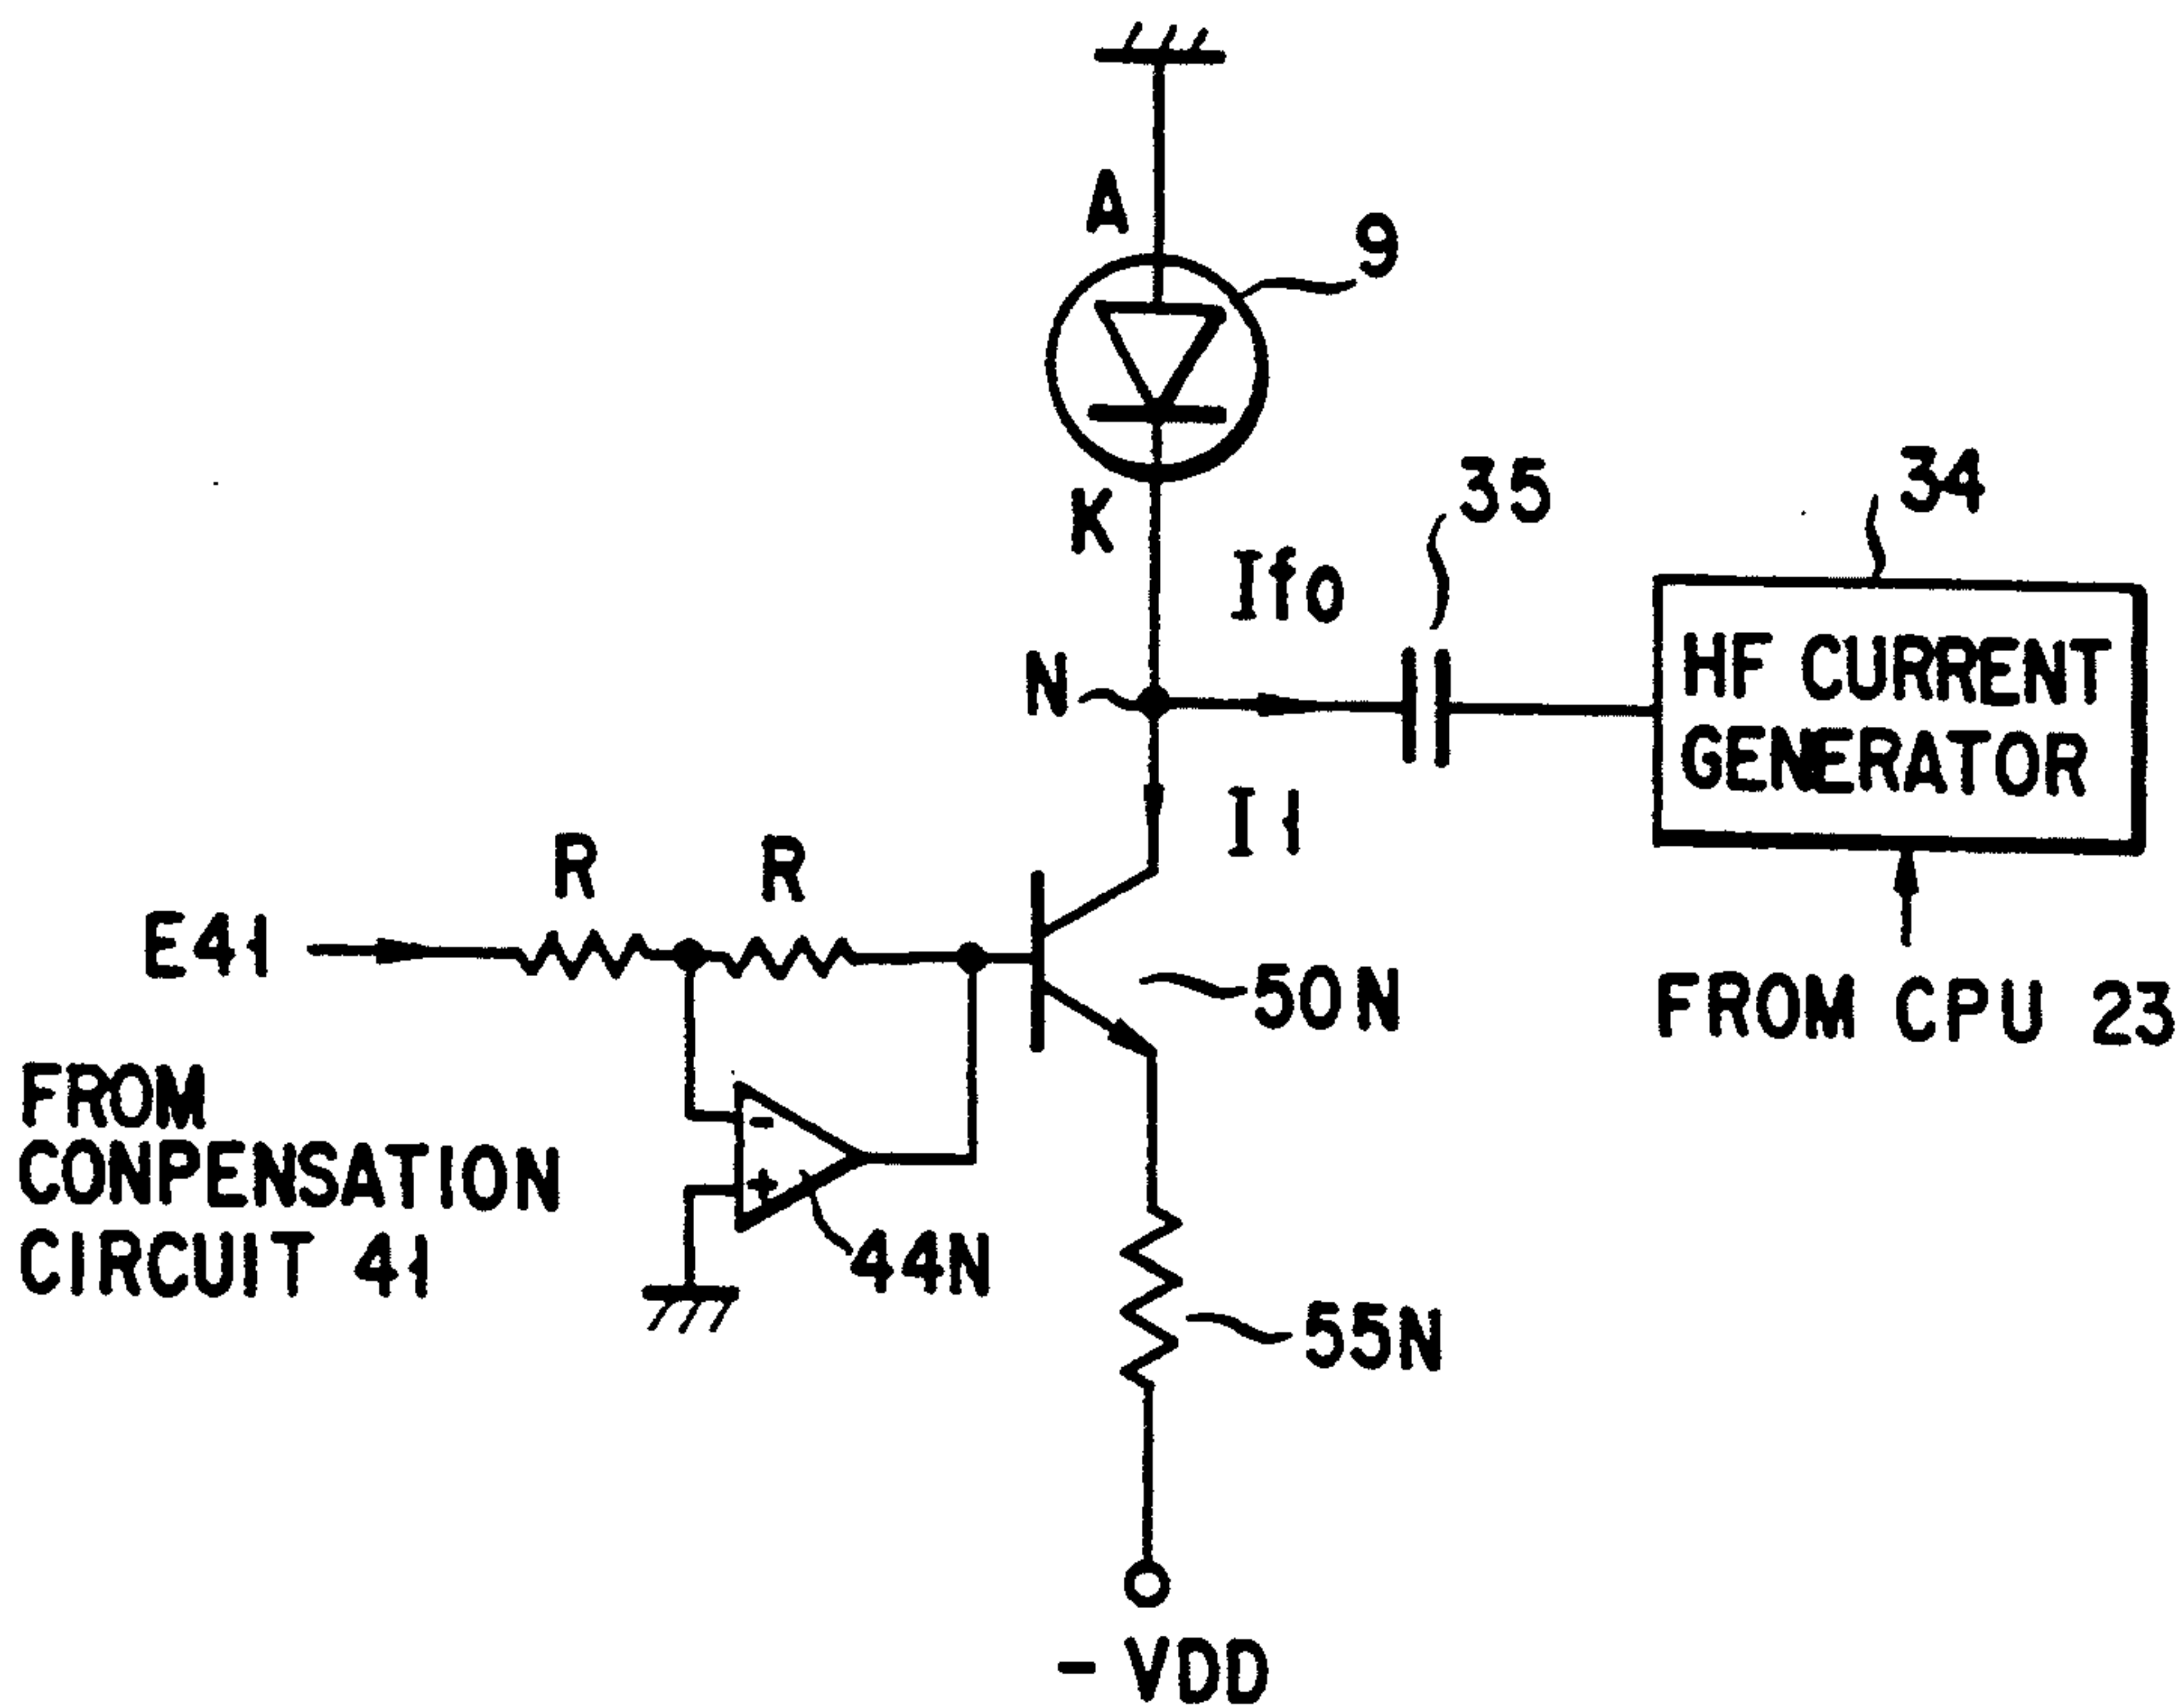 A
9
K
35
34
Ifo
N
HF CURRENT
GENERATOR
I1
R
R
E41
50N
FROM CPU 23
FROM
CONPENSATION
CIRCUIT 41
-
+
44N
55N
- VDD